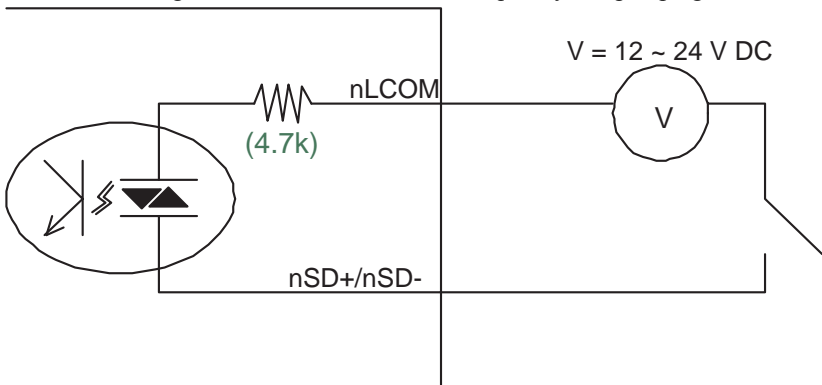 V = 12 ~ 24 V DC
nLCOM
V
(4.7k)
nSD+/nSD-